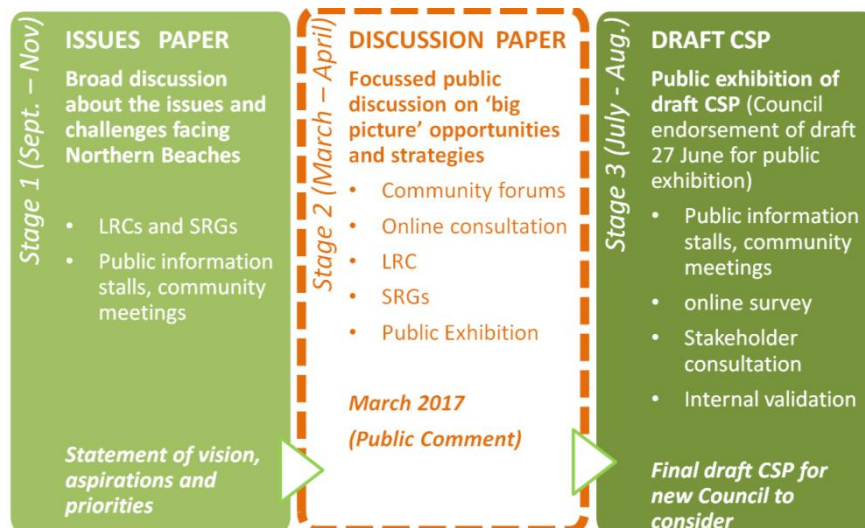 Stage 1 (Sept. – Nov)
ISSUES PAPER
Broad discussion
about the issues and
challenges facing
Northern Beaches
• LRCs and SRGs
• Public information
stalls, community
meetings
Statement of vision,
aspirations and
priorities
Stage 2 (March – April)
DISCUSSION PAPER
Focussed public
discussion on ‘big
picture’ opportunities
and strategies
• Community forums
• Online consultation
• LRC
• SRGs
• Public Exhibition
March 2017
(Public Comment)
Stage 3 (July - Aug.)
DRAFT CSP
Public exhibition of
draft CSP (Council
endorsement of draft
27 June for public
exhibition)
• Public information
stalls, community
meetings
• online survey
• Stakeholder
consultation
• Internal validation
Final draft CSP for
new Council to
consider